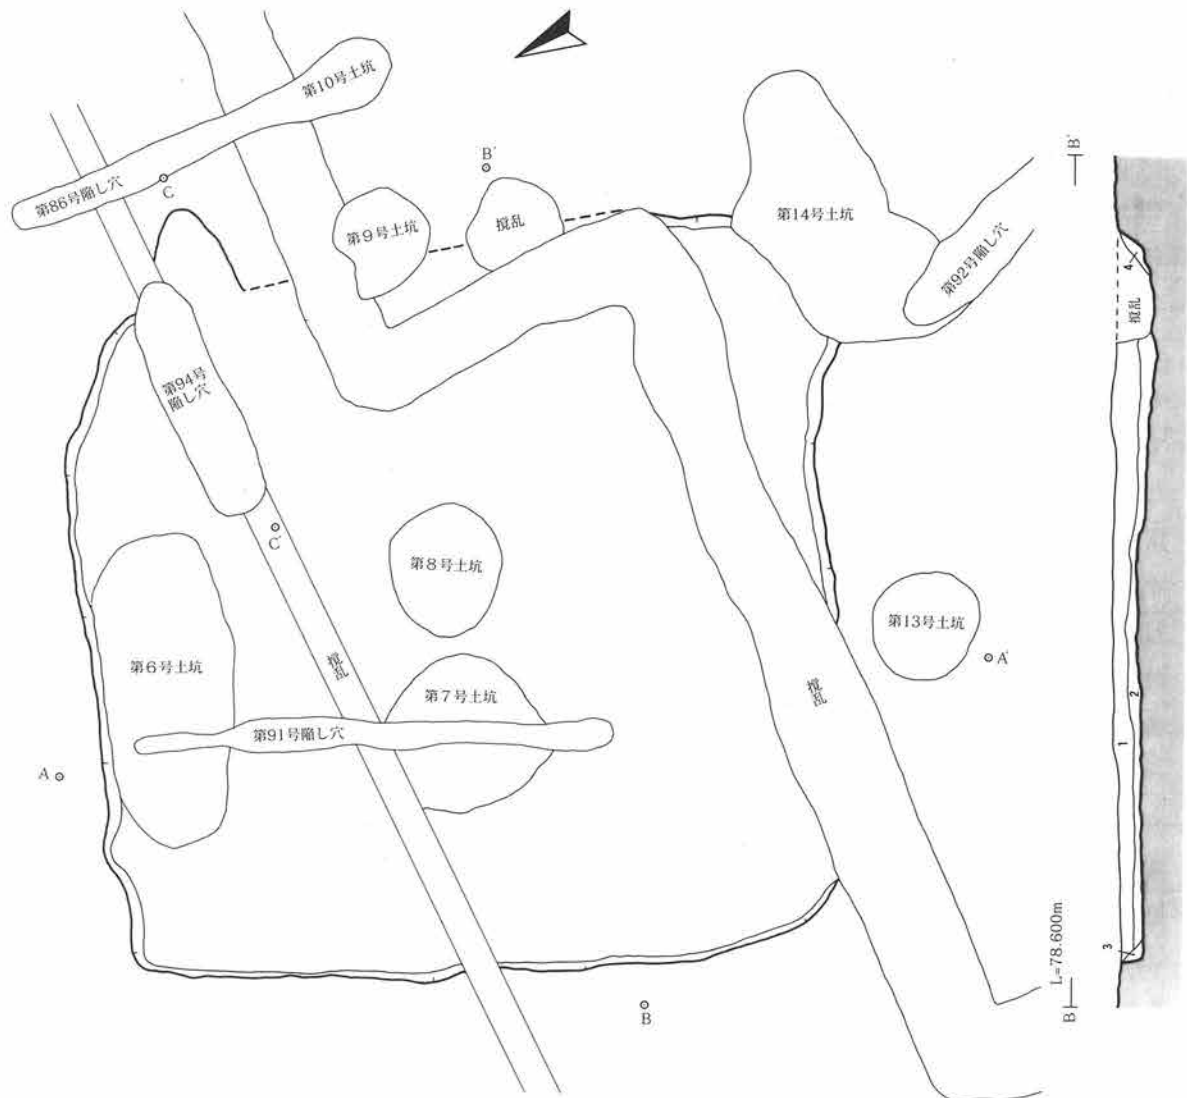 第10号土坑
第86号陥し穴
C
B'
第9号土坑
撹乱
第14号土坑
第92号陥し穴
第94号
陥し穴
C'
第8号土坑
第13号土坑
A'
第6号土坑
撹乱
第7号土坑
撹乱
第91号陥し穴
A
B
B'
4
撹乱
2
1
3
L=78.600m
B